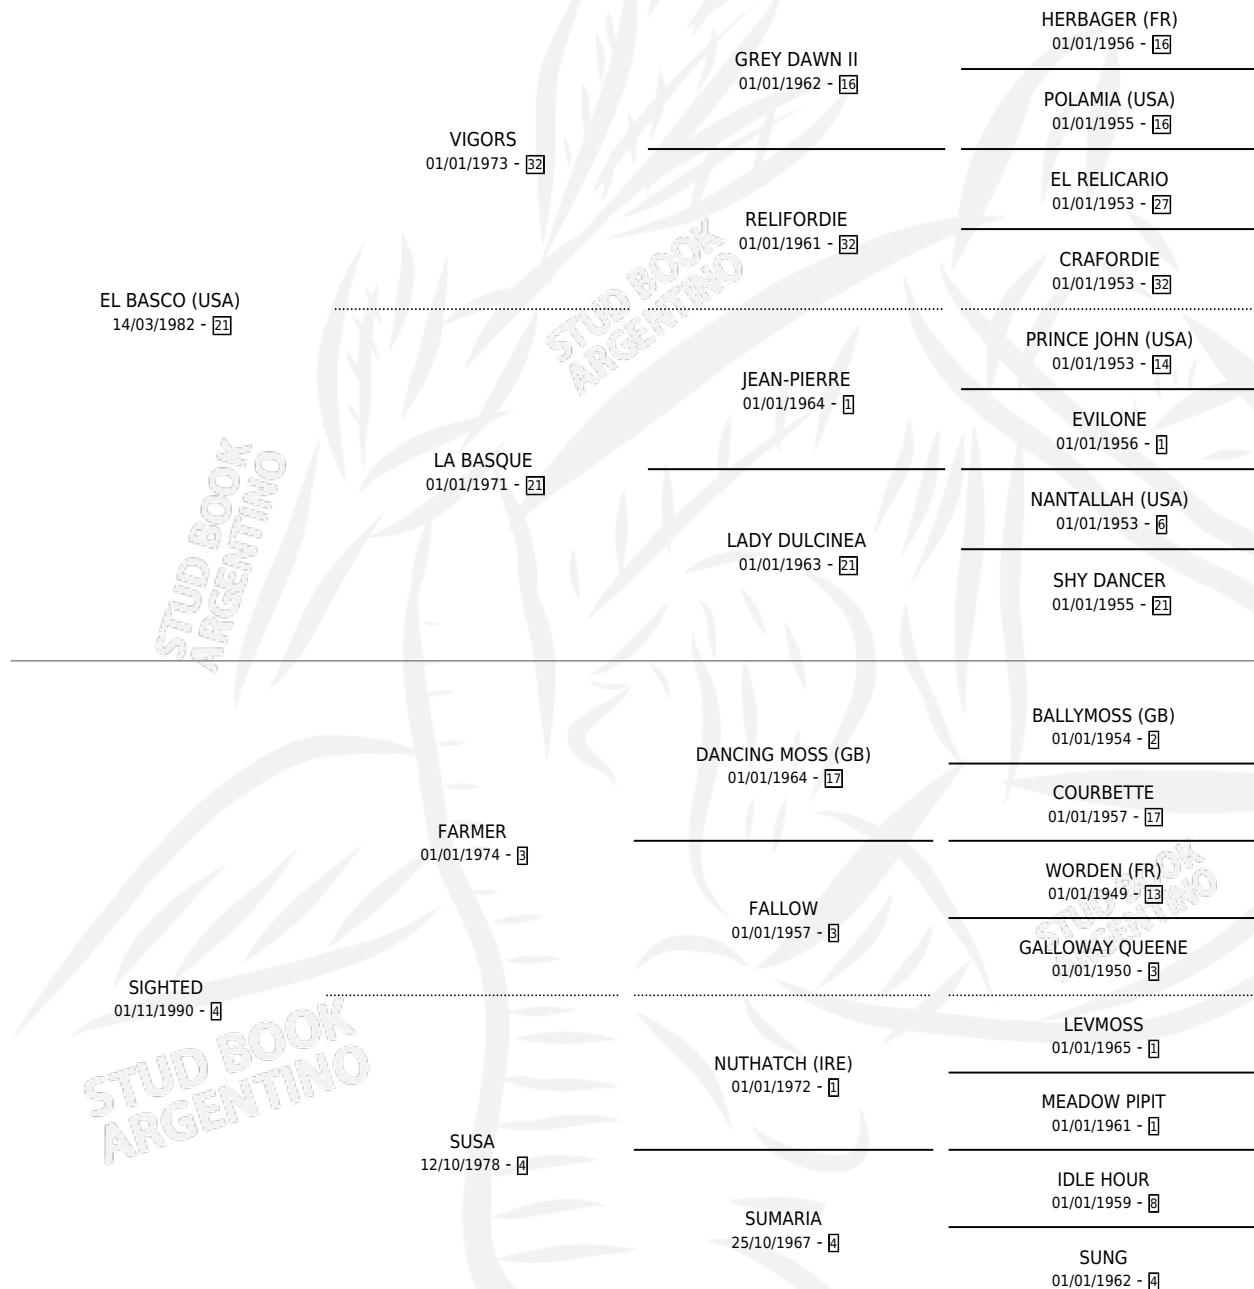 HERBAGER (FR)
01/01/1956 - 16
GREY DAWN II
01/01/1962 - 16
POLAMIA (USA)
01/01/1955 - 16
VIGORS
01/01/1973 - 32
EL RELICARIO
01/01/1953 - 27
RELIFORDIE
01/01/1961 - 32
CRAFORDIE
01/01/1953 - 32
EL BASCO (USA)
14/03/1982 - 21
PRINCE JOHN (USA)
01/01/1953 - 14
JEAN-PIERRE
01/01/1964 - 1
EVILONE
01/01/1956 - 1
LA BASQUE
01/01/1971 - 21
NANTALLAH (USA)
01/01/1953 - 6
LADY DULCINEA
01/01/1963 - 21
SHY DANCER
01/01/1955 - 21
BALLYMOSS (GB)
01/01/1954 - 2
DANCING MOSS (GB)
01/01/1964 - 17
COURBETTE
01/01/1957 - 17
FARMER
01/01/1974 - 3
WORDEN (FR)
01/01/1949 - 13
FALLOW
01/01/1957 - 3
GALLOWAY QUEENE
01/01/1950 - 3
SIGHTED
01/11/1990 - 4
LEVMOSS
01/01/1965 - 1
NUTHATCH (IRE)
01/01/1972 - 1
MEADOW PIPIT
01/01/1961 - 1
SUSA
12/10/1978 - 4
IDLE HOUR
01/01/1959 - 8
SUMARIA
25/10/1967 - 4
SUNG
01/01/1962 - 4
STUD BOOK
ARGENTINO
STUD BOOK
ARGENTINO
STUD BOOK
ARGENTINO
STUD BOOK
ARGENTINO